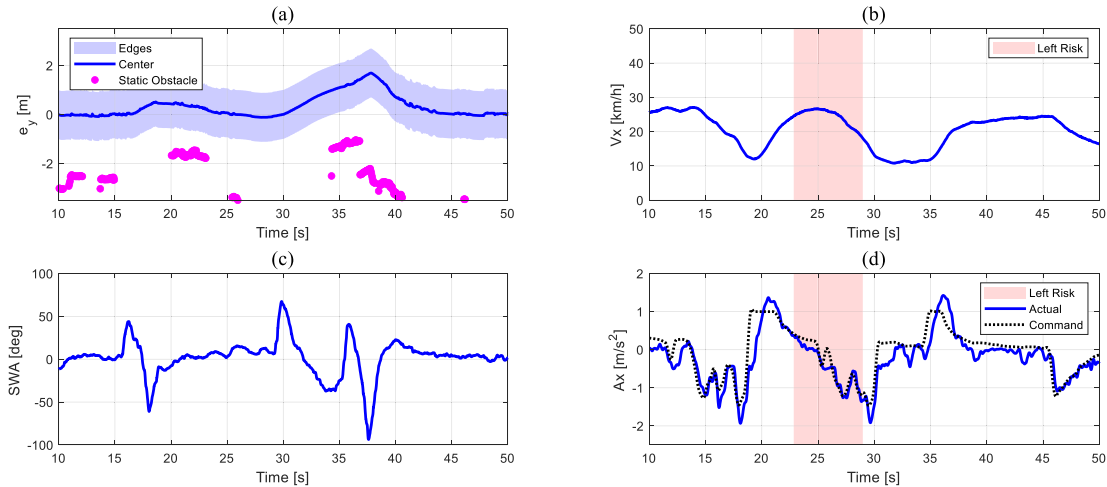 (a)
Edges
Center
Static Obstacle
e_y [m]
2
0
-2
10 15 20 25 30 35 40 45 50
Time [s]
(b)
Left Risk
Vx [km/h]
50
40
30
20
10
0
10 15 20 25 30 35 40 45 50
Time [s]
(c)
SWA [deg]
100
50
0
-50
-100
10 15 20 25 30 35 40 45 50
Time [s]
(d)
Left Risk
Actual
Command
Ax [m/s²]
2
1
0
-1
-2
10 15 20 25 30 35 40 45 50
Time [s]